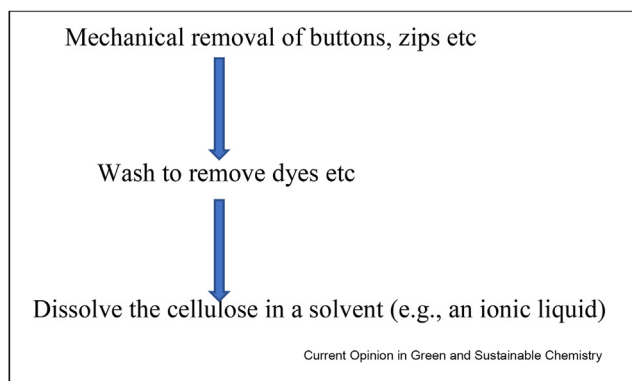 Mechanical removal of buttons, zips etc
Wash to remove dyes etc
Dissolve the cellulose in a solvent (e.g., an ionic liquid)
Current Opinion in Green and Sustainable Chemistry